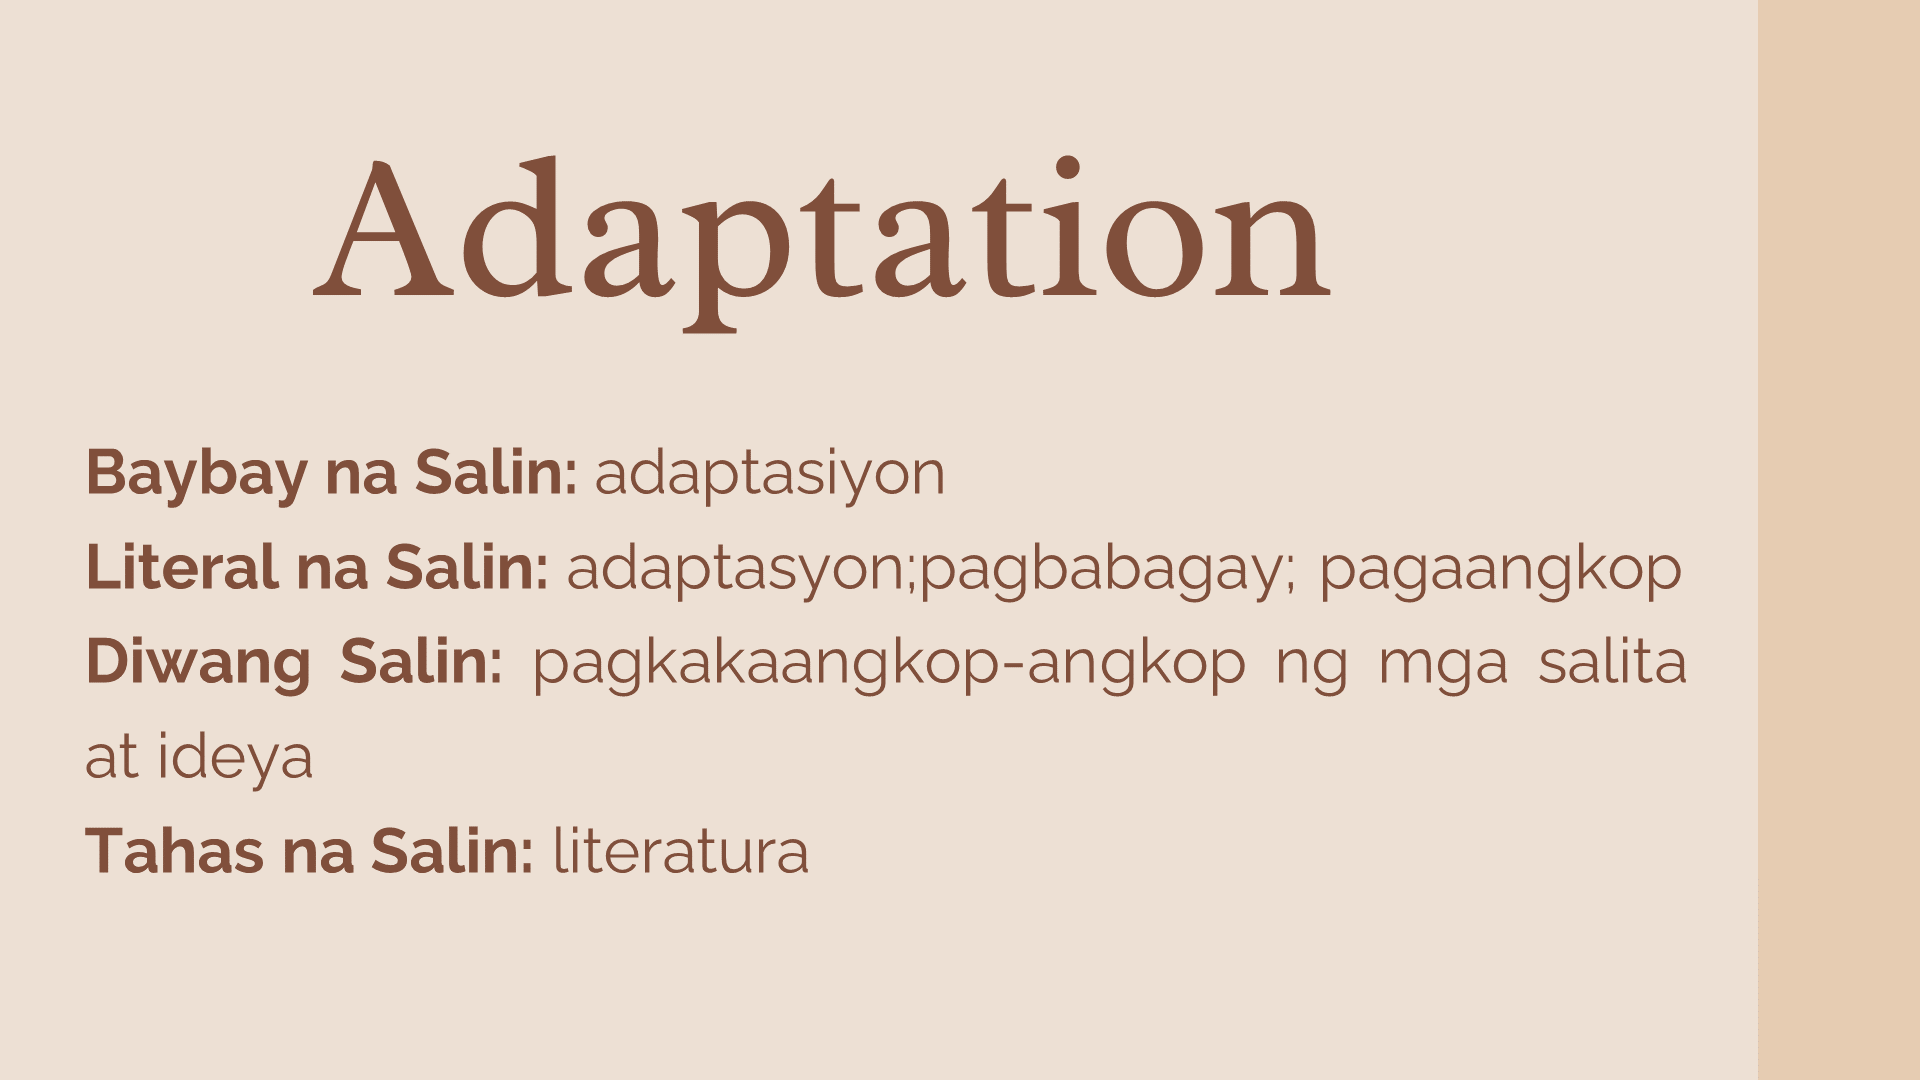 Adaptation
Baybay na Salin: adaptasiyon
Literal na Salin: adaptasyon;pagbabagay; pagaangkop
Diwang Salin: pagkakaangkop-angkop ng mga salita
at ideya
Tahas na Salin: literatura